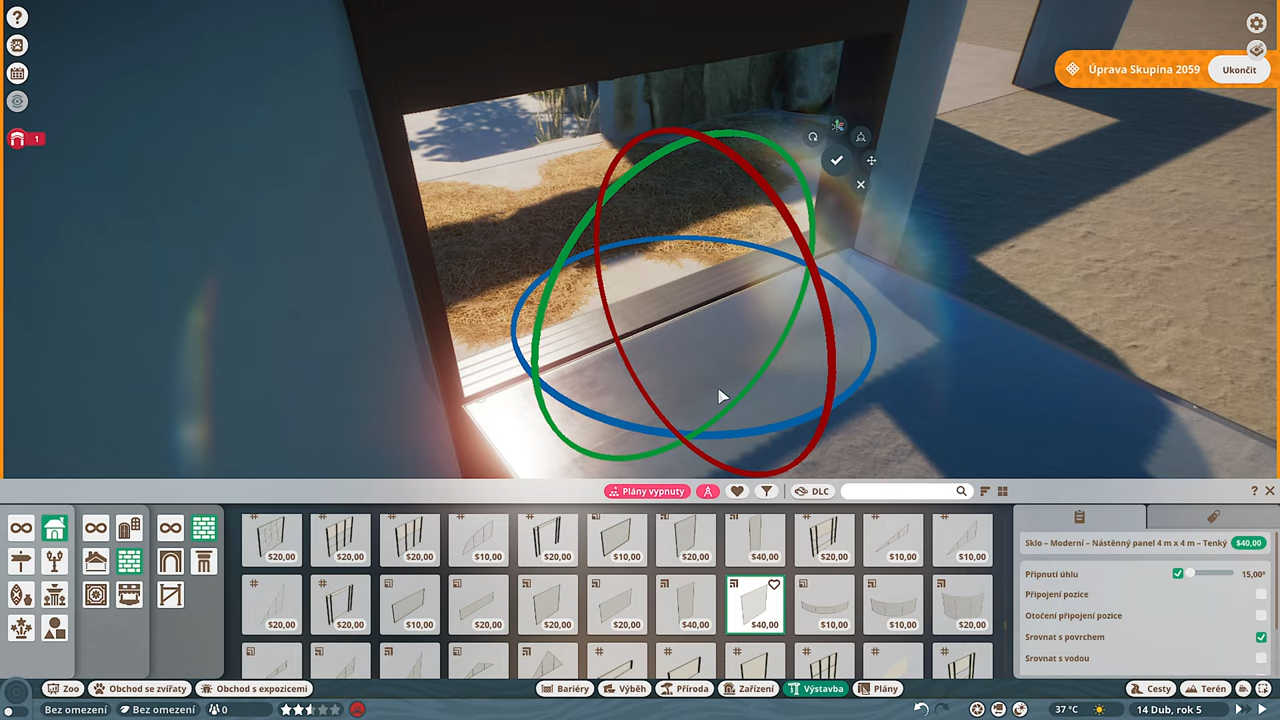 ?
Úprava Skupina 2059
Ukončit
1
Plány vypnuty
DLC
?
$20,00 $20,00 $20,00 $10,00 $20,00 $10,00 $20,00 $40,00 $20,00 $10,00 $10,00
$20,00 $20,00 $10,00 $20,00 $20,00 $20,00 $40,00 $40,00 $10,00 $10,00 $20,00
Sklo – Moderní – Nástěnný panel 4 m x 4 m – Tenký $40,00
Připnutí úhlu 15,00°
Připojení pozice
Otočení připojení pozice
Srovnat s povrchem
Srovnat s vodou
Zoo Obchod se zvířaty Obchod s expozicemi Bariéry Výběh Příroda Zařízení Výstavba Plány Cesty Terén
Bez omezení Bez omezení 0 37 °C 14 Dub, rok 5